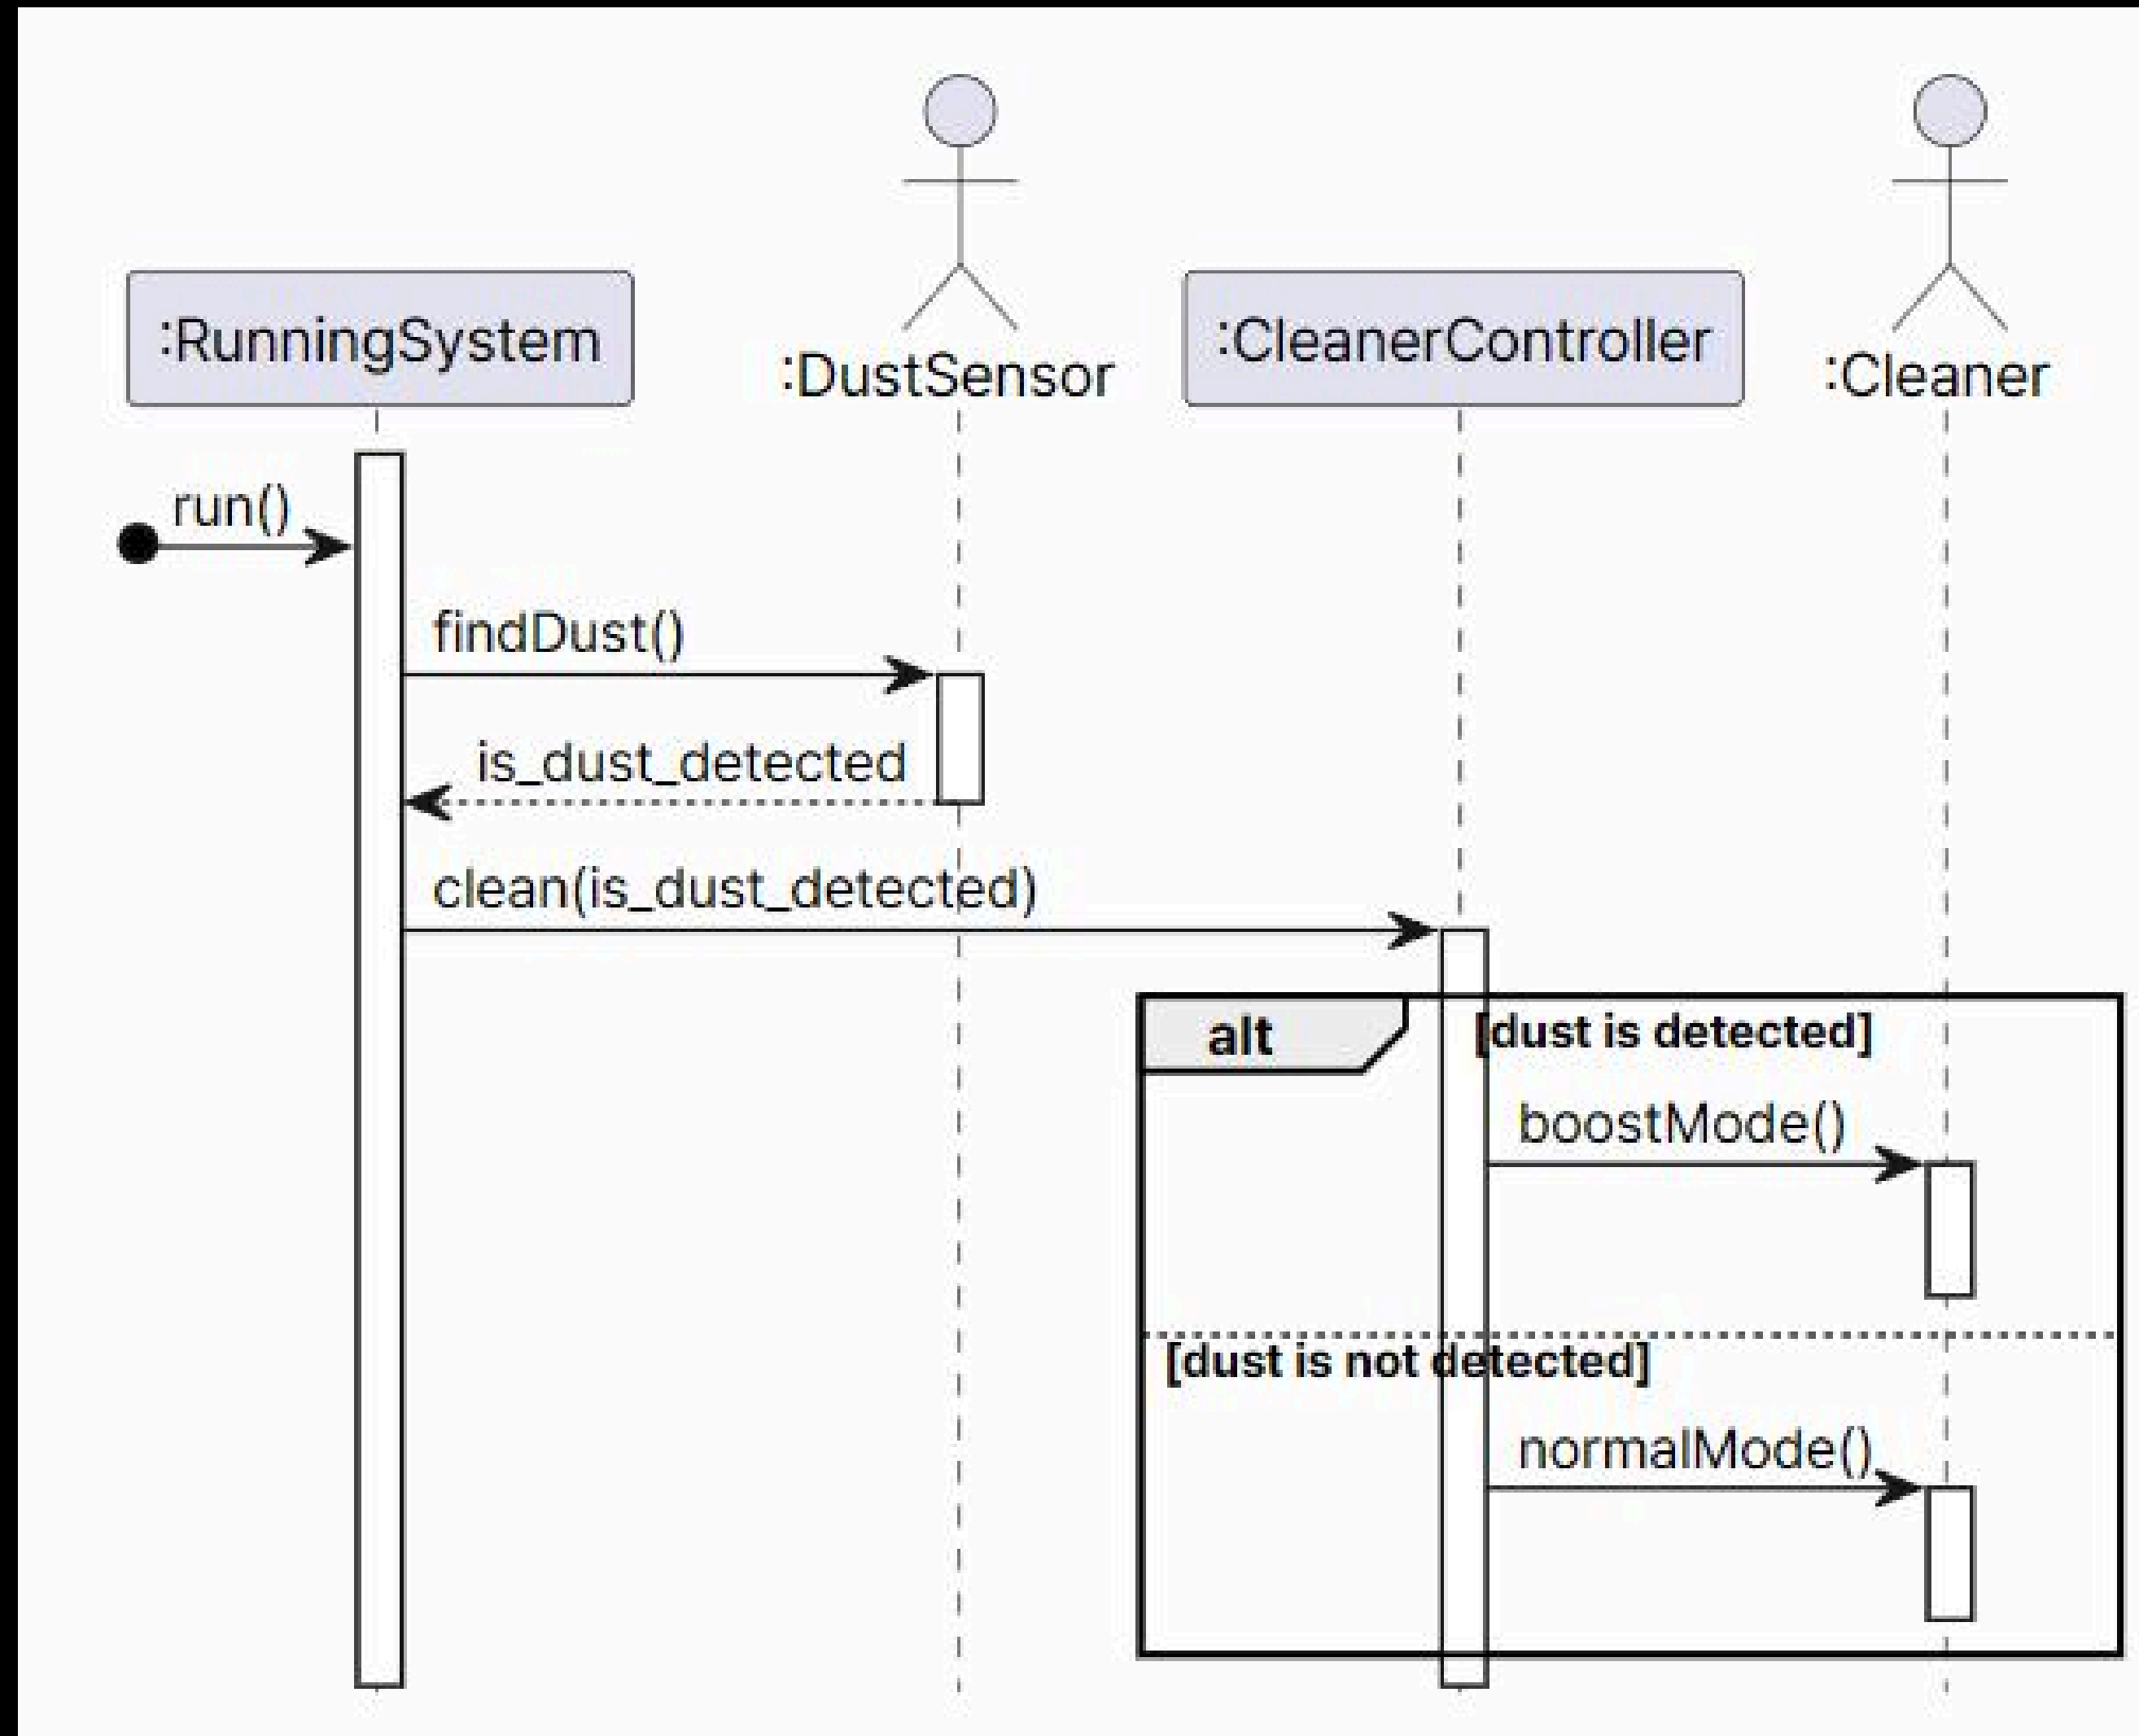 :RunningSystem
:DustSensor
:CleanerController
:Cleaner
run()
findDust()
is_dust_detected
clean(is_dust_detected)
alt
[dust is detected]
boostMode()
[dust is not detected]
normalMode()